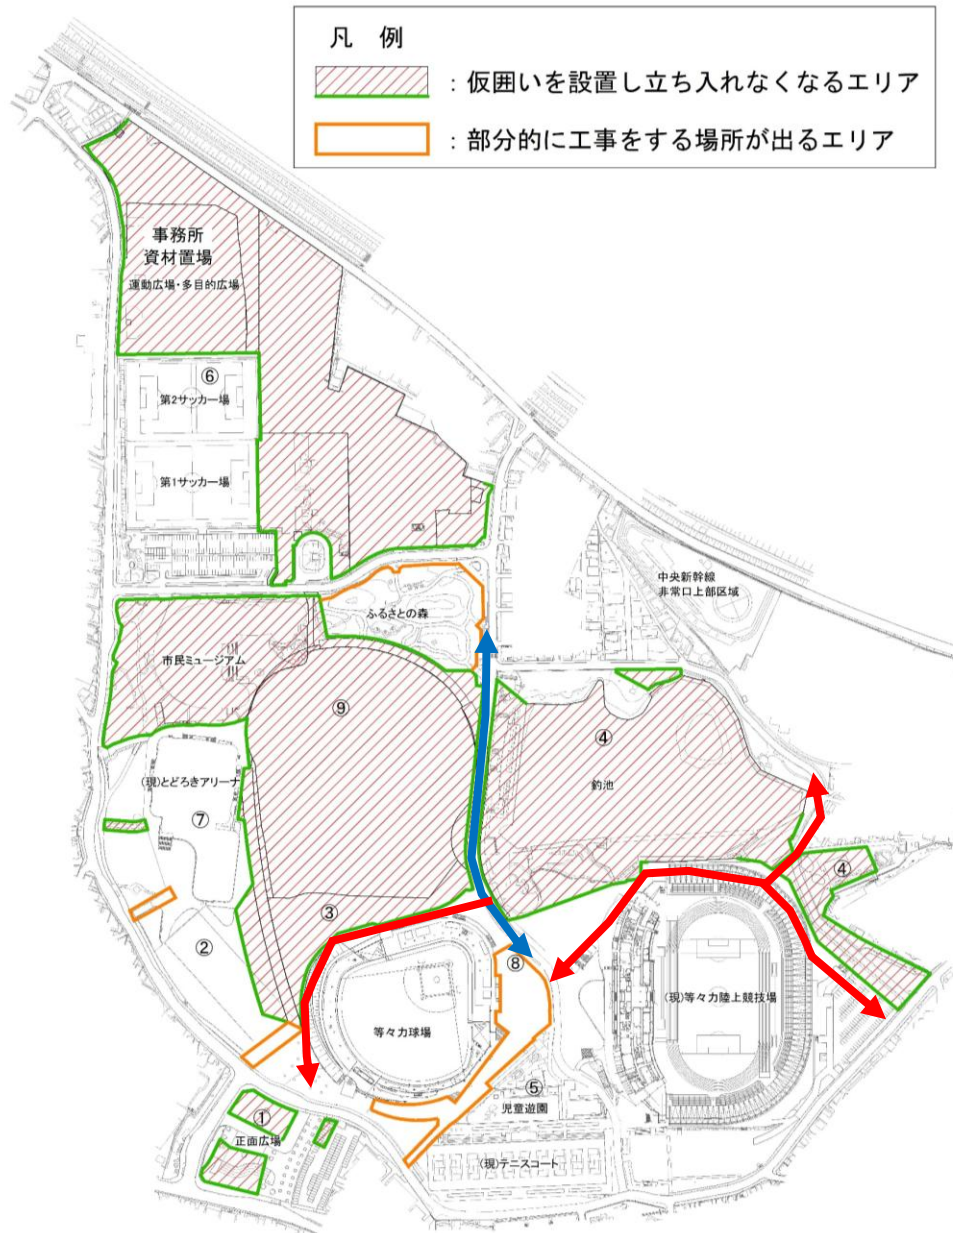 凡 例
：仮囲いを設置し立ち入れなくなるエリア
：部分的に工事をする場所が出るエリア
事務所
資材置場
運動広場・多目的広場
⑥
第2サッカー場
第1サッカー場
中央新幹線
非常口上部区域
ふるさとの森
市民ミュージアム
⑨
④
釣池
(現)とどろきアリーナ
⑦
④
③
②
⑧
(現)等々力陸上競技場
等々力球場
⑤
児童遊園
①
正面広場
(現)テニスコート